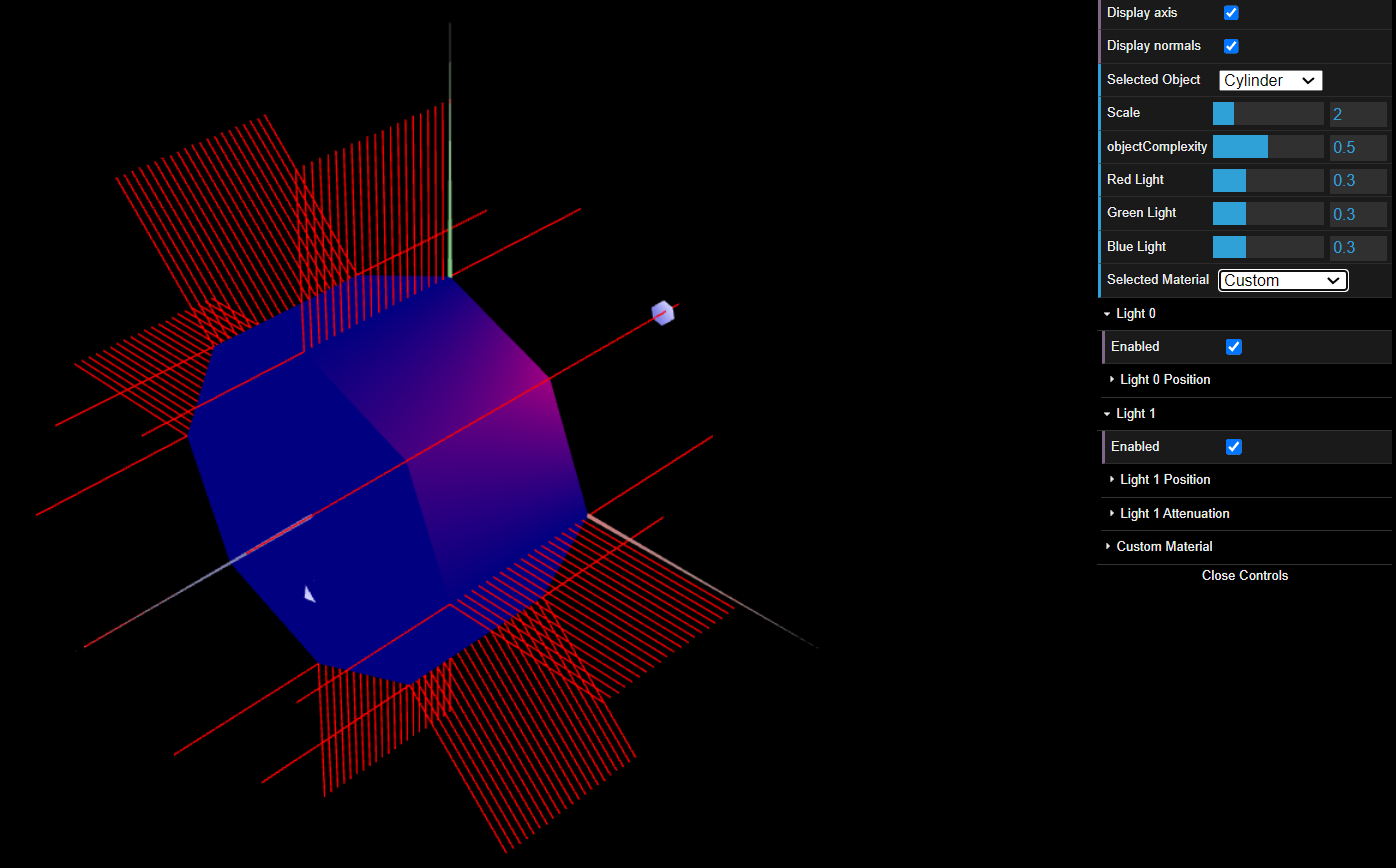 Display axis
Display normals
Selected Object Cylinder
Scale 2
objectComplexity 0.5
Red Light 0.3
Green Light 0.3
Blue Light 0.3
Selected Material Custom
Light 0
Enabled
Light 0 Position
Light 1
Enabled
Light 1 Position
Light 1 Attenuation
Custom Material
Close Controls